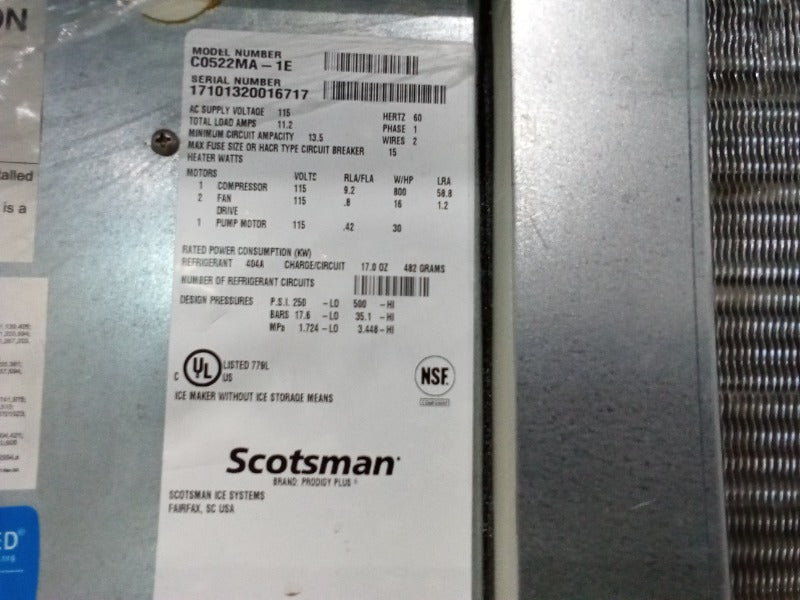 ON
MODEL NUMBER
C0522MA - 1E
SERIAL NUMBER
17101320016717
AC SUPPLY VOLTAGE 115 HERTZ 60
TOTAL LOAD AMPS 11.2 PHASE 1
MINIMUM CIRCUIT AMPACITY 13.5 WIRES 2
MAX FUSE SIZE OR HACR TYPE CIRCUIT BREAKER 15
HEATER WATTS
MOTORS VOLTC RLA/FLA W/HP LRA
1 COMPRESSOR 115 9.2 800 58.8
2 FAN 115 .8 16 1.2
DRIVE
1 PUMP MOTOR 115 .42 30
RATED POWER CONSUMPTION (KW)
REFRIGERANT 404A CHARGE/CIRCUIT 17.0 OZ 482 GRAMS
NUMBER OF REFRIGERANT CIRCUITS
DESIGN PRESSURES P.S.I. 250 -LO 500 -HI
BARS 17.6 -LO 35.1 -HI
MPa 1.724 -LO 3.448 -HI
C UL LISTED 779L
US
NSF.
COMPONENT
ICE MAKER WITHOUT ICE STORAGE MEANS
Scotsman
BRAND: PRODIGY PLUS ®
SCOTSMAN ICE SYSTEMS
FAIRFAX, SC USA
talled
is a
ED®